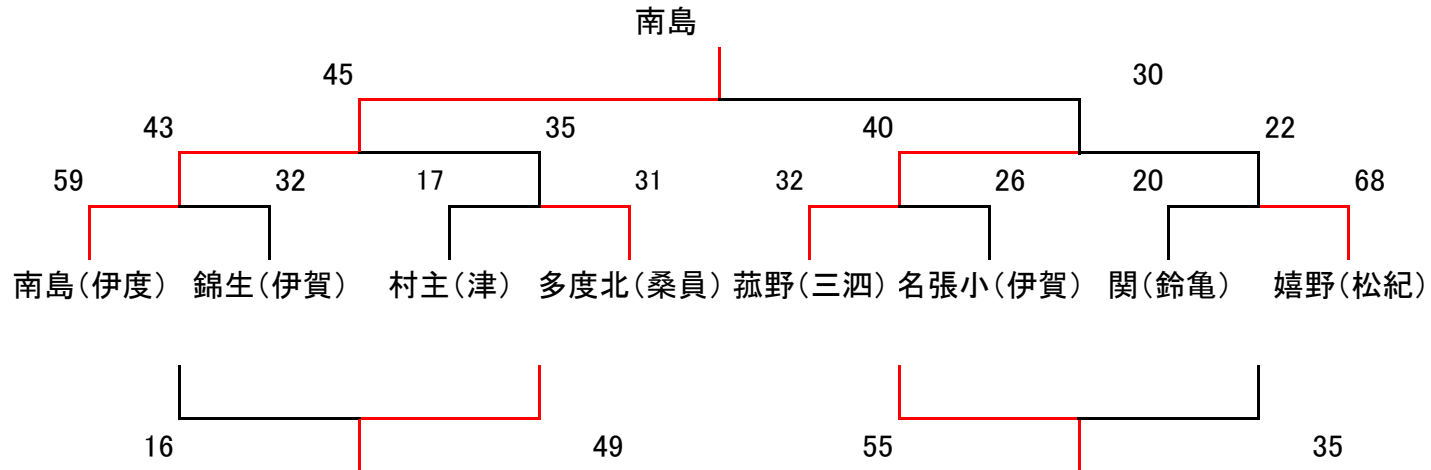 南島
45 30
43 35 40 22
59 32 17 31 32 26 20 68
南島(伊度) 錦生(伊賀) 村主(津) 多度北(桑員) 菰野(三泗) 名張小(伊賀) 関(鈴亀) 嬉野(松紀)
16 49 55 35